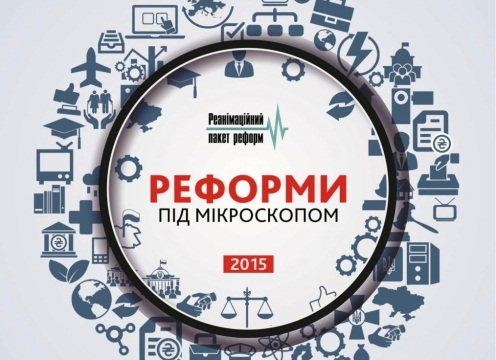 Реанімаційний
пакет реформ
РЕФОРМИ
ПІД МІКРОСКОПОМ
2015